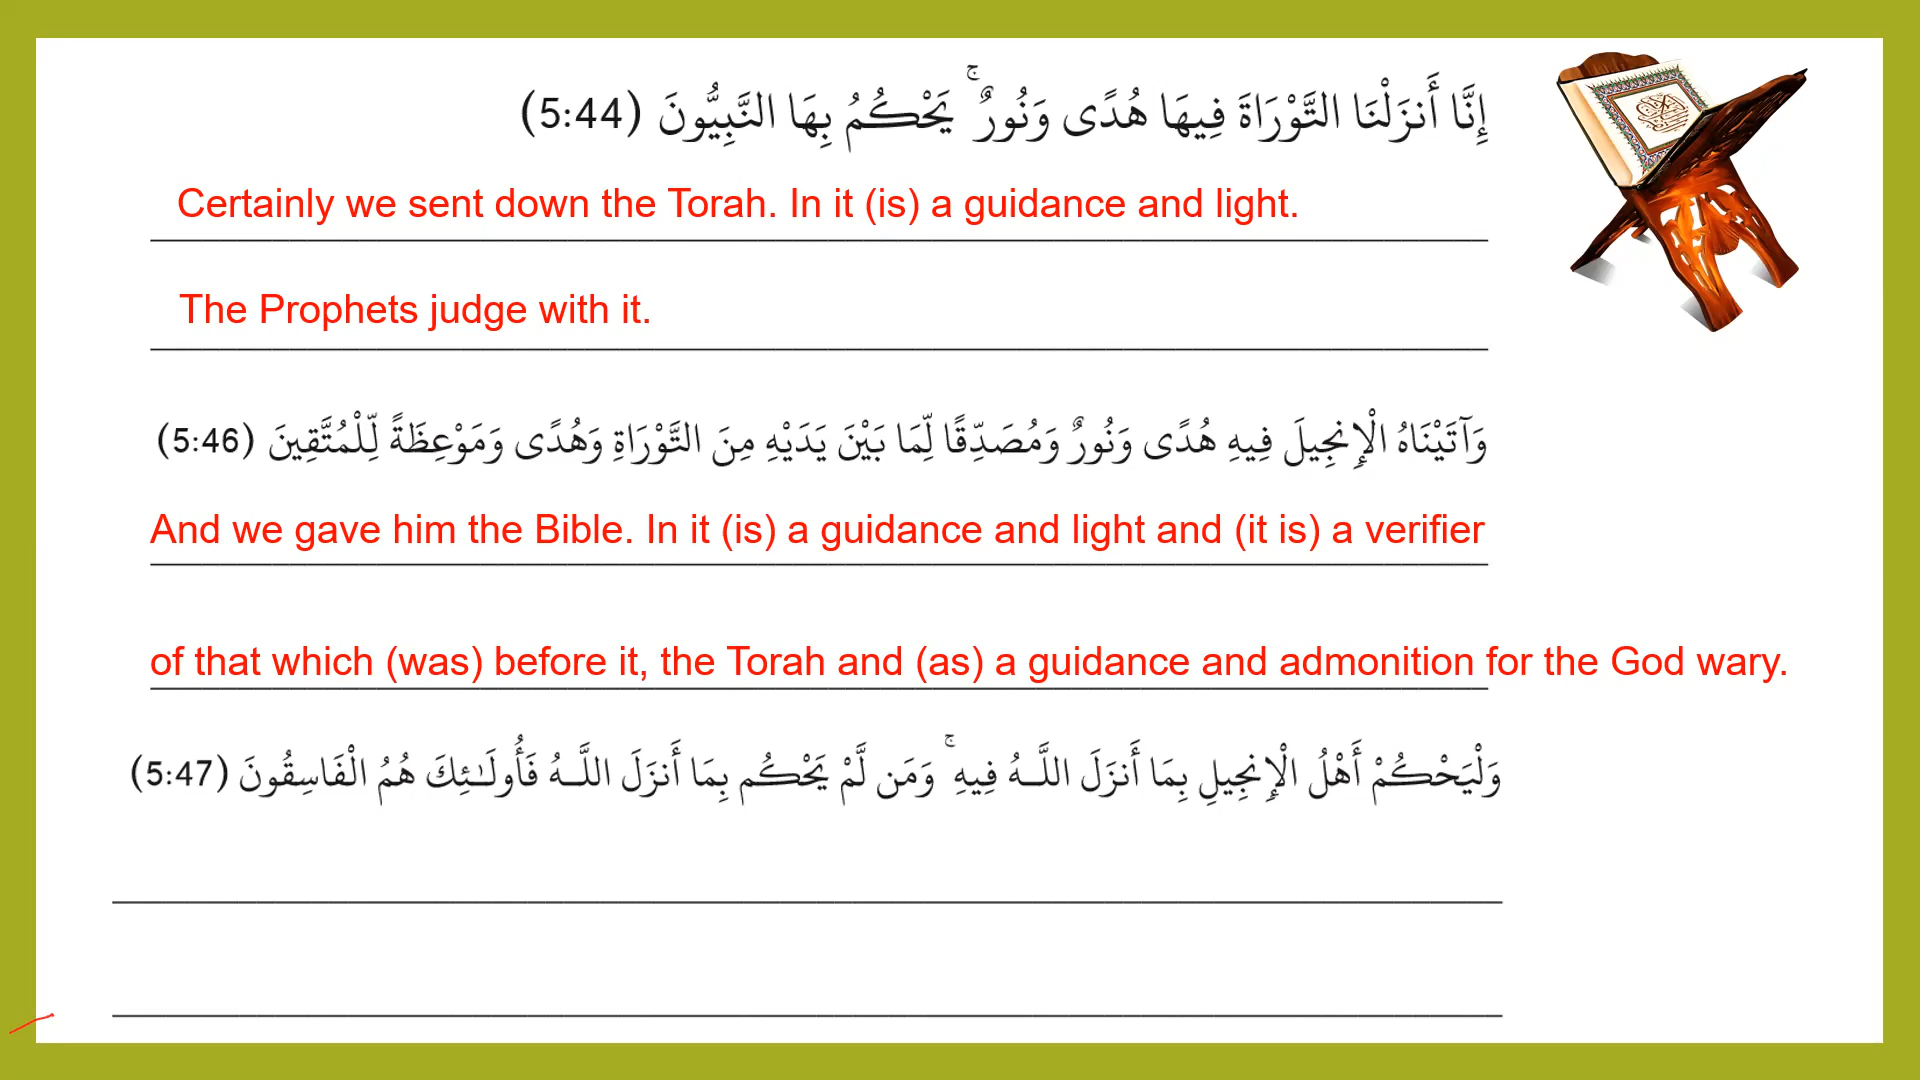 إِنَّا أَنزَلْنَا التَّوْرَاةَ فِيهَا هُدًى وَنُورٌ ۚ يَحْكُمُ بِهَا النَّبِيُّونَ (5:44)
Certainly we sent down the Torah. In it (is) a guidance and light.
The Prophets judge with it.
وَآتَيْنَاهُ الْإِنجِيلَ فِيهِ هُدًى وَنُورٌ وَمُصَدِّقًا لِّمَا بَيْنَ يَدَيْهِ مِنَ التَّوْرَاةِ وَهُدًى وَمَوْعِظَةً لِّلْمُتَّقِينَ (5:46)
And we gave him the Bible. In it (is) a guidance and light and (it is) a verifier
of that which (was) before it, the Torah and (as) a guidance and admonition for the God wary.
وَلْيَحْكُمْ أَهْلُ الْإِنجِيلِ بِمَا أَنزَلَ اللَّـهُ فِيهِ ۚ وَمَن لَّمْ يَحْكُم بِمَا أَنزَلَ اللَّـهُ فَأُولَـٰئِكَ هُمُ الْفَاسِقُونَ (5:47)